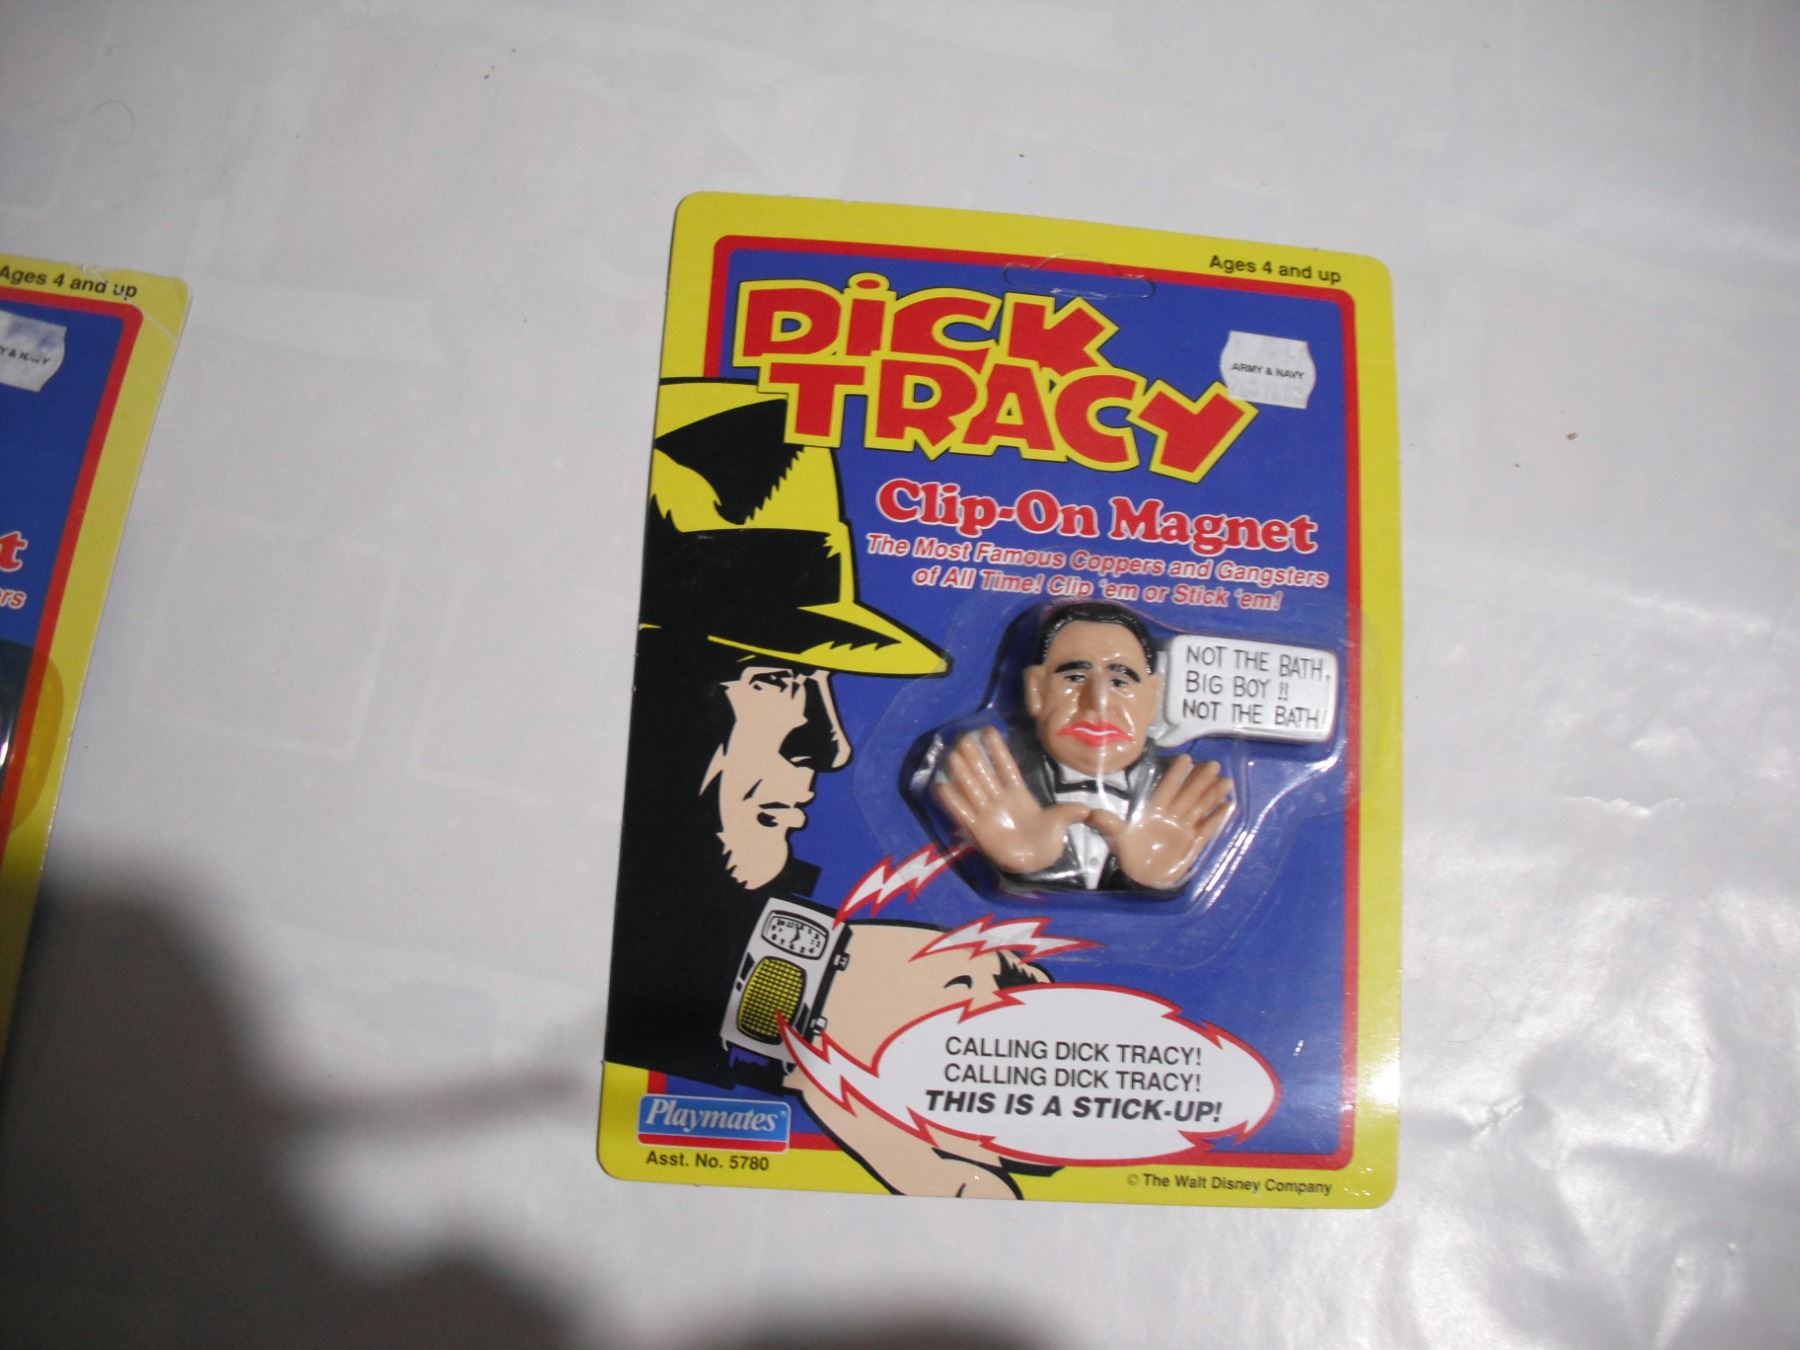 Ages 4 and up
Ages 4 and up
DiCK
TRACY
ARMY & NAVY
Clip-On Magnet
The Most Famous Coppers and Gangsters
of All Time! Clip 'em or Stick 'em!
NOT THE BATH,
BIG BOY !!
NOT THE BATH!
CALLING DICK TRACY!
CALLING DICK TRACY!
THIS IS A STICK-UP!
Playmates
Asst. No. 5780
© The Walt Disney Company